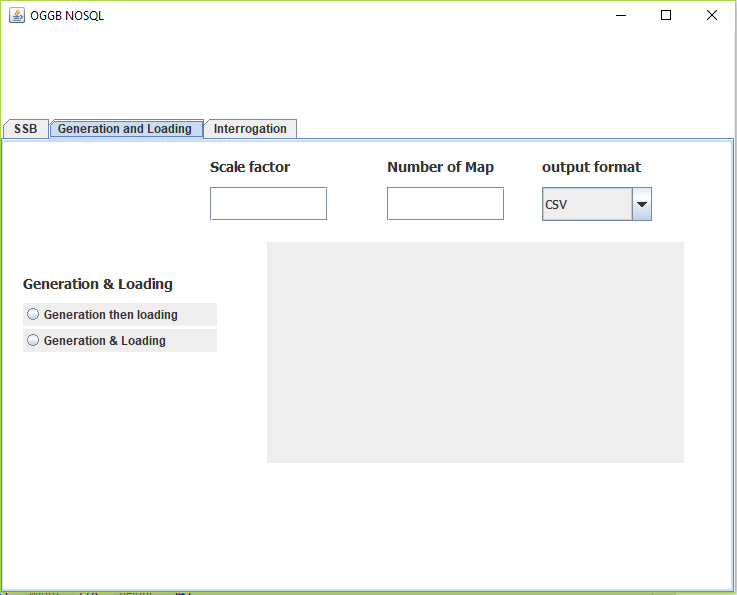 OGGB NOSQL
SSB Generation and Loading Interrogation
Scale factor Number of Map output format
CSV
Generation & Loading
Generation then loading
Generation & Loading